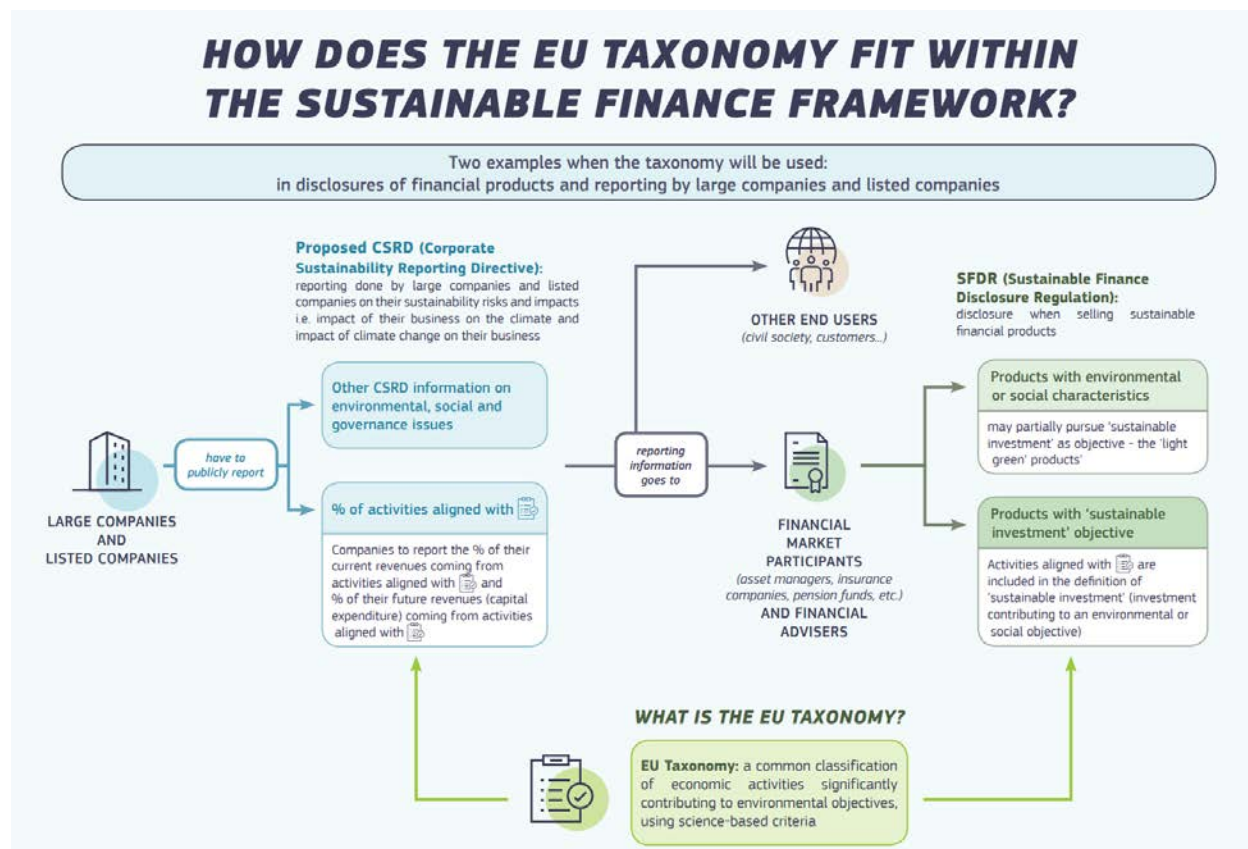 HOW DOES THE EU TAXONOMY FIT WITHIN
THE SUSTAINABLE FINANCE FRAMEWORK?
Two examples when the taxonomy will be used:
in disclosures of financial products and reporting by large companies and listed companies
Proposed CSRD (Corporate
Sustainability Reporting Directive):
reporting done by large companies and listed
companies on their sustainability risks and impacts
i.e. impact of their business on the climate and
impact of climate change on their business
LARGE COMPANIES
AND
LISTED COMPANIES
have to
publicly report
Other CSRD information on
environmental, social and
governance issues
% of activities aligned with
Companies to report the % of their
current revenues coming from
activities aligned with and
% of their future revenues (capital
expenditure) coming from activities
aligned with
reporting
information
goes to
OTHER END USERS
(civil society, customers...)
FINANCIAL
MARKET
PARTICIPANTS
(asset managers, insurance
companies, pension funds, etc.)
AND FINANCIAL
ADVISERS
SFDR (Sustainable Finance
Disclosure Regulation):
disclosure when selling sustainable
financial products
Products with environmental
or social characteristics
may partially pursue 'sustainable
investment' as objective - the 'light
green' products'
Products with 'sustainable
investment' objective
Activities aligned with are
included in the definition of
'sustainable investment' (investment
contributing to an environmental or
social objective)
WHAT IS THE EU TAXONOMY?
EU Taxonomy: a common classification
of economic activities significantly
contributing to environmental objectives,
using science-based criteria